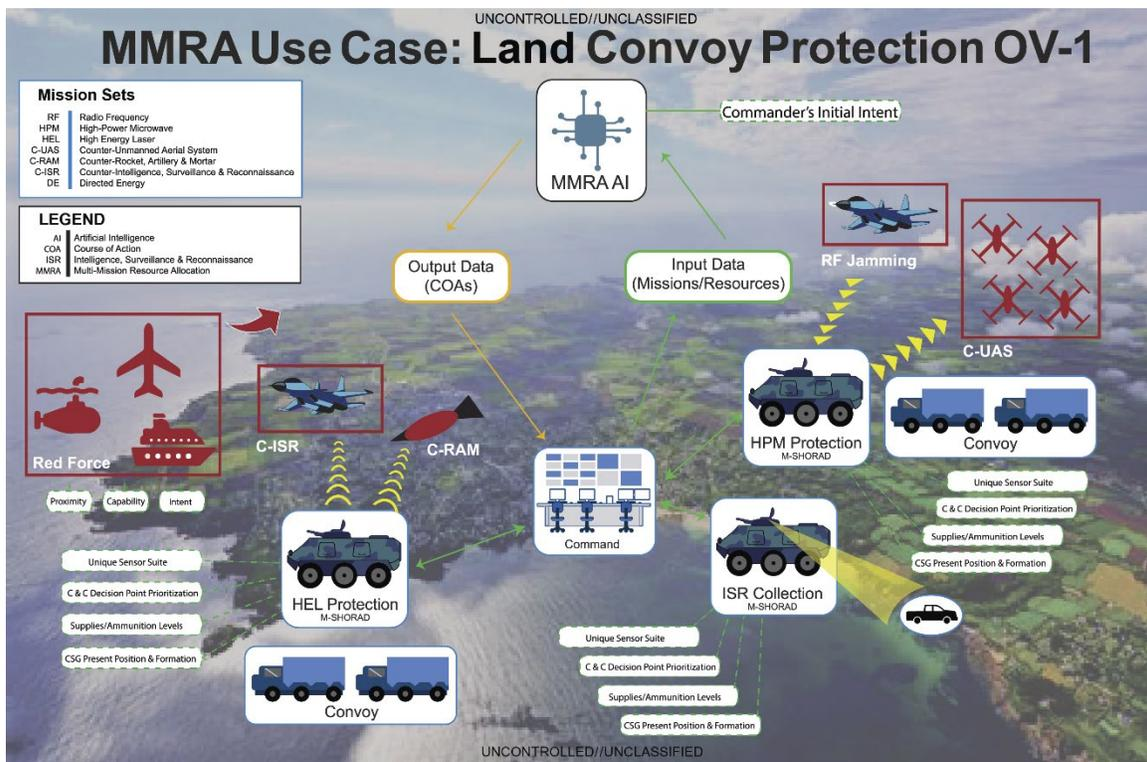 UNCONTROLLED//UNCLASSIFIED
MMRA Use Case: Land Convoy Protection OV-1
Mission Sets
RF Radio Frequency
HPM High-Power Microwave
HEL High Energy Laser
C-UAS Counter-Unmanned Aerial System
C-RAM Counter-Rocket, Artillery & Mortar
C-ISR Counter-Intelligence, Surveillance & Reconnaissance
DE Directed Energy
LEGEND
AI Artificial Intelligence
COA Course of Action
ISR Intelligence, Surveillance & Reconnaissance
MMRA Multi-Mission Resource Allocation
MMRA AI
Commander's Initial Intent
Output Data
(COAs)
Input Data
(Missions/Resources)
RF Jamming
C-UAS
Red Force
Proximity
Capability
Intent
C-ISR
C-RAM
HPM Protection
M-SHORAD
Convoy
Unique Sensor Suite
C & C Decision Point Prioritization
Supplies/Ammunition Levels
CSG Present Position & Formation
Command
HEL Protection
M-SHORAD
Unique Sensor Suite
C & C Decision Point Prioritization
Supplies/Ammunition Levels
CSG Present Position & Formation
Convoy
ISR Collection
M-SHORAD
Unique Sensor Suite
C & C Decision Point Prioritization
Supplies/Ammunition Levels
CSG Present Position & Formation
UNCONTROLLED//UNCLASSIFIED